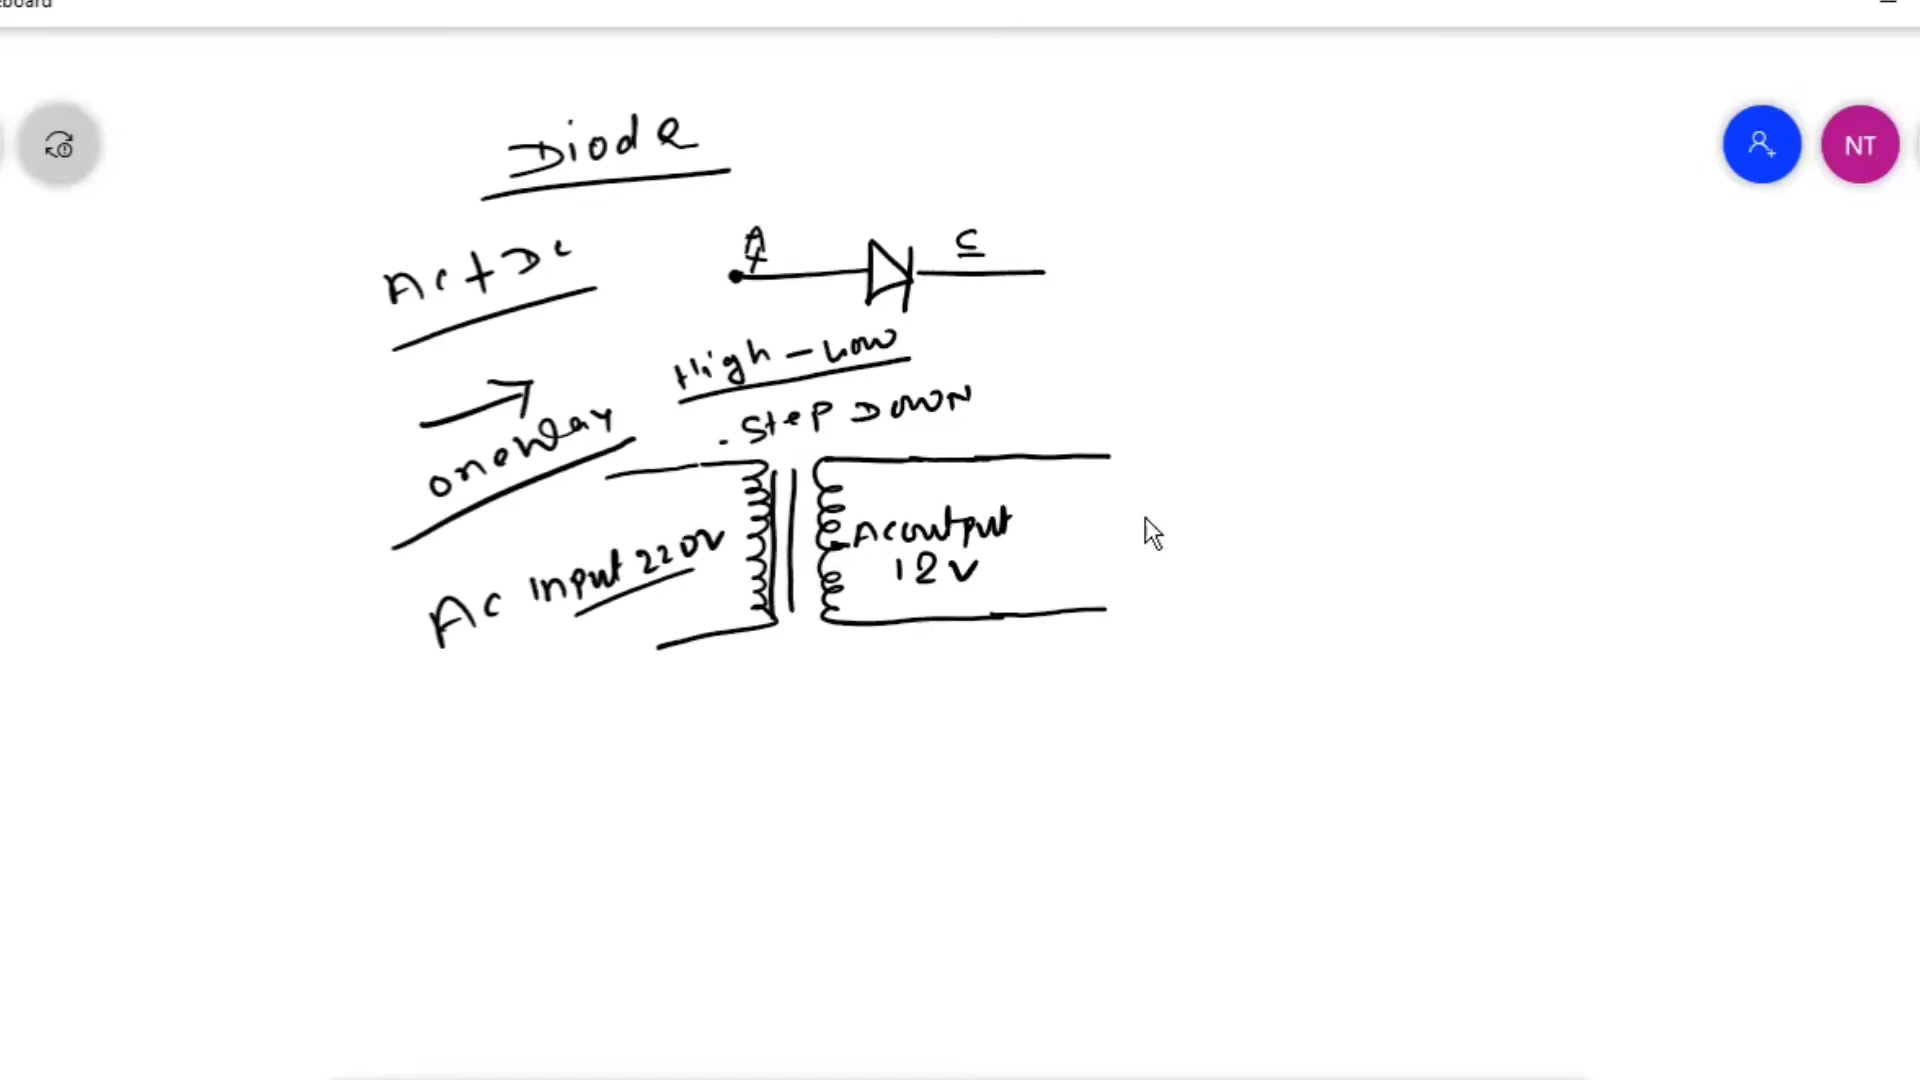 NT
Diode
A C
+ -
Ac + Dc
High - Low
Step DOWN
oneWay
Ac input 220V
Ac output
12V